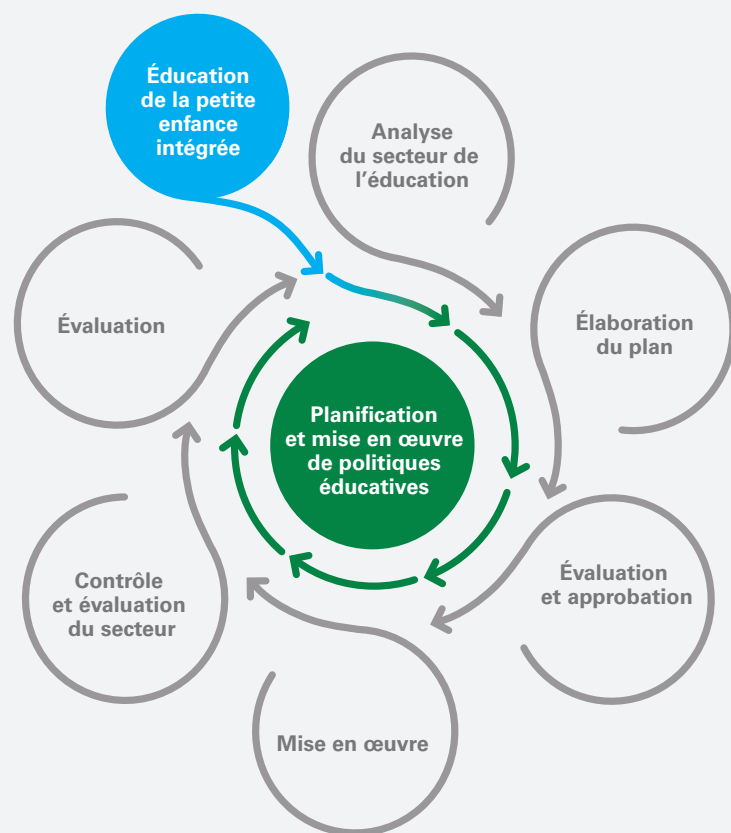 Éducation
de la petite
enfance
intégrée
Analyse
du secteur de
l’éducation
Élaboration
du plan
Évaluation
et approbation
Mise en œuvre
Contrôle
et évaluation
du secteur
Évaluation
Planification
et mise en œuvre
de politiques
éducatives